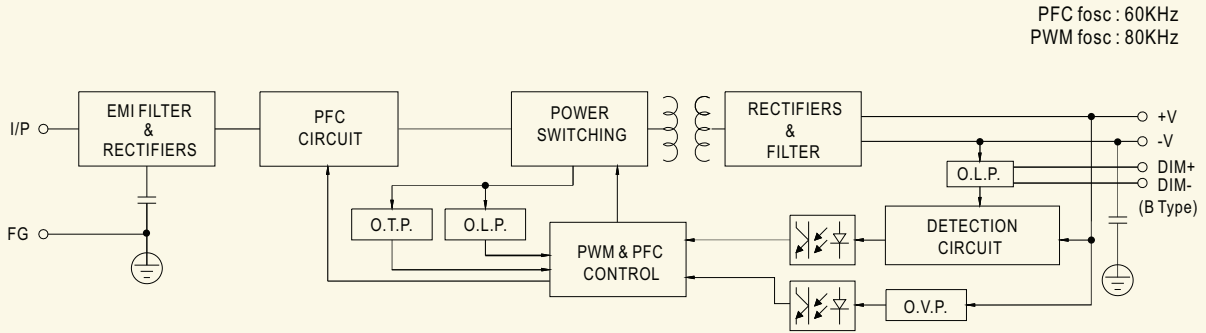 PFC fosc : 60KHz
PWM fosc : 80KHz
I/P
EMI FILTER
&
RECTIFIERS
PFC
CIRCUIT
POWER
SWITCHING
RECTIFIERS
&
FILTER
+V
-V
DIM+
DIM-
(B Type)
O.L.P.
O.T.P.
O.L.P.
DETECTION
CIRCUIT
FG
PWM & PFC
CONTROL
O.V.P.